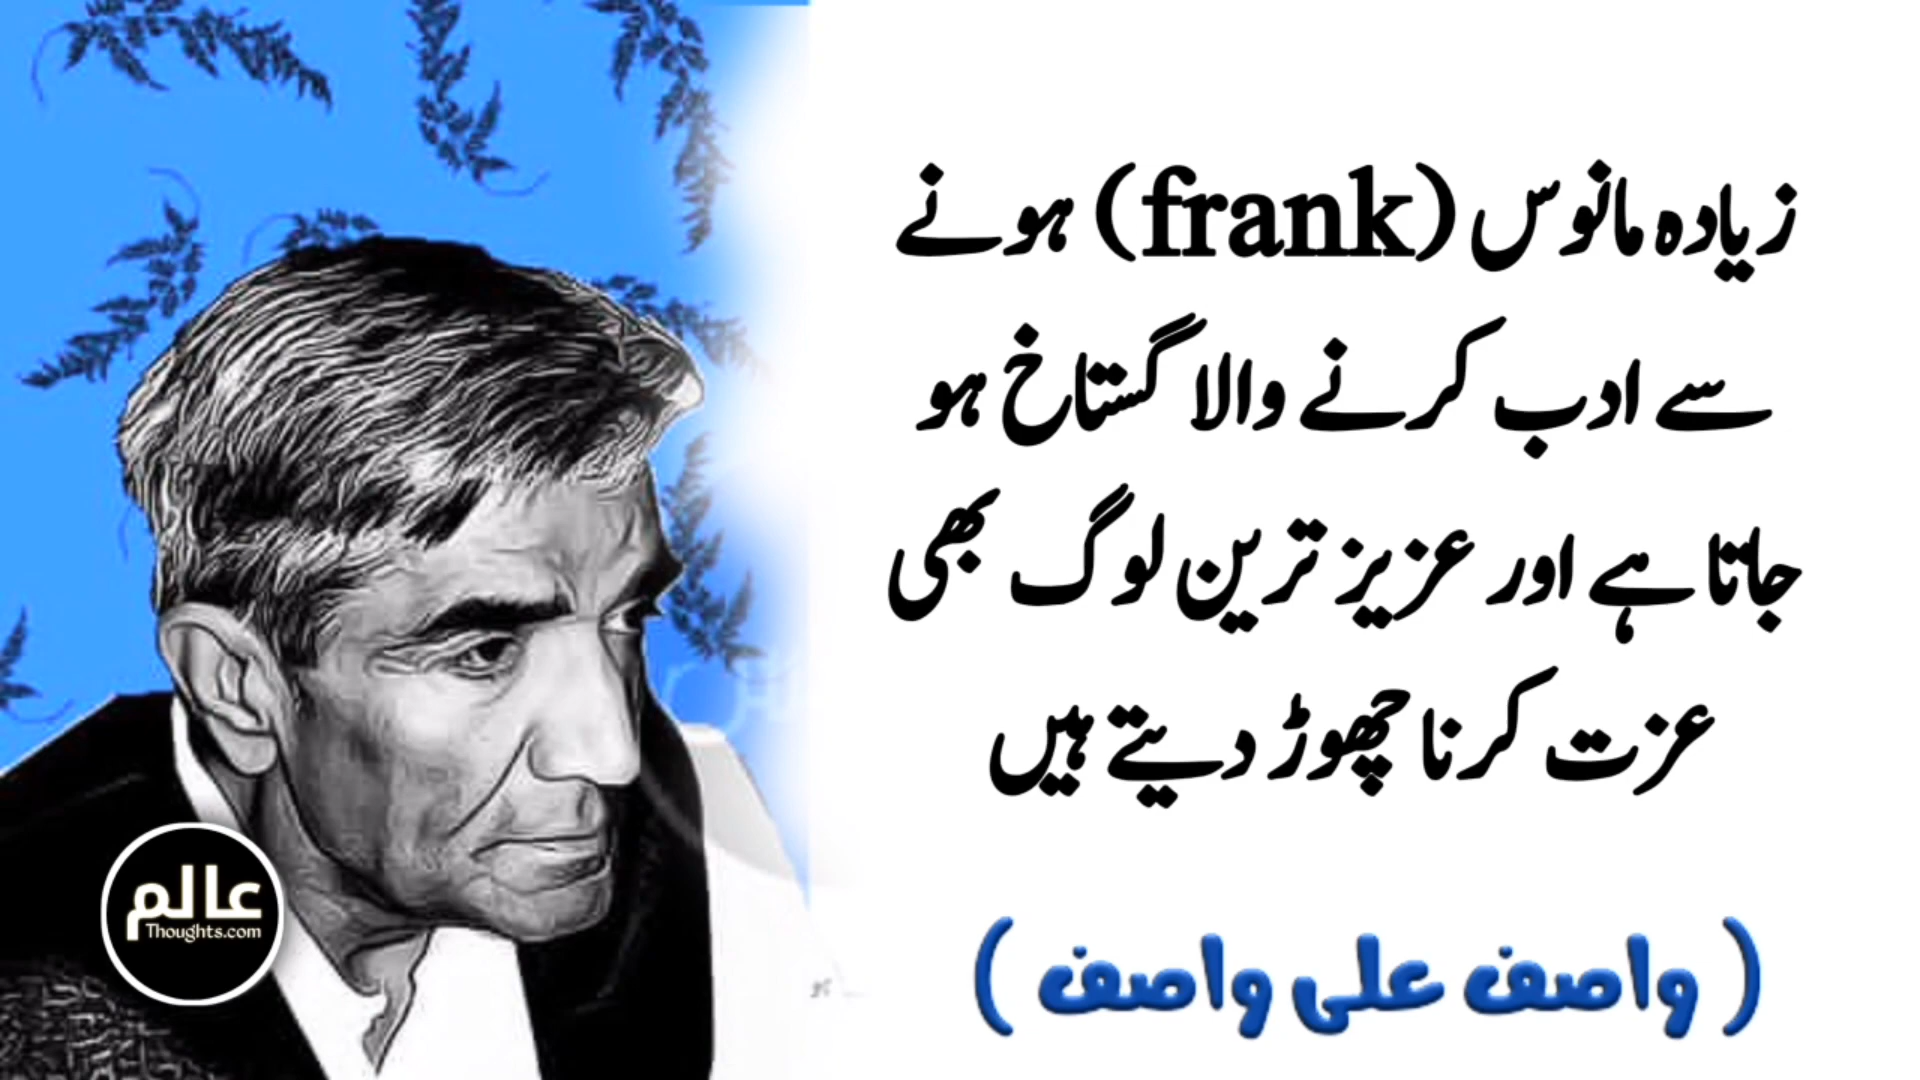 زیادہ مانوس (frank) ہونے
سے ادب کرنے والا گستاخ ہو
جاتا ہے اور عزیز ترین لوگ بھی
عزت کرنا چھوڑ دیتے ہیں
( واصف علی واصف )
عالم
Thoughts.com